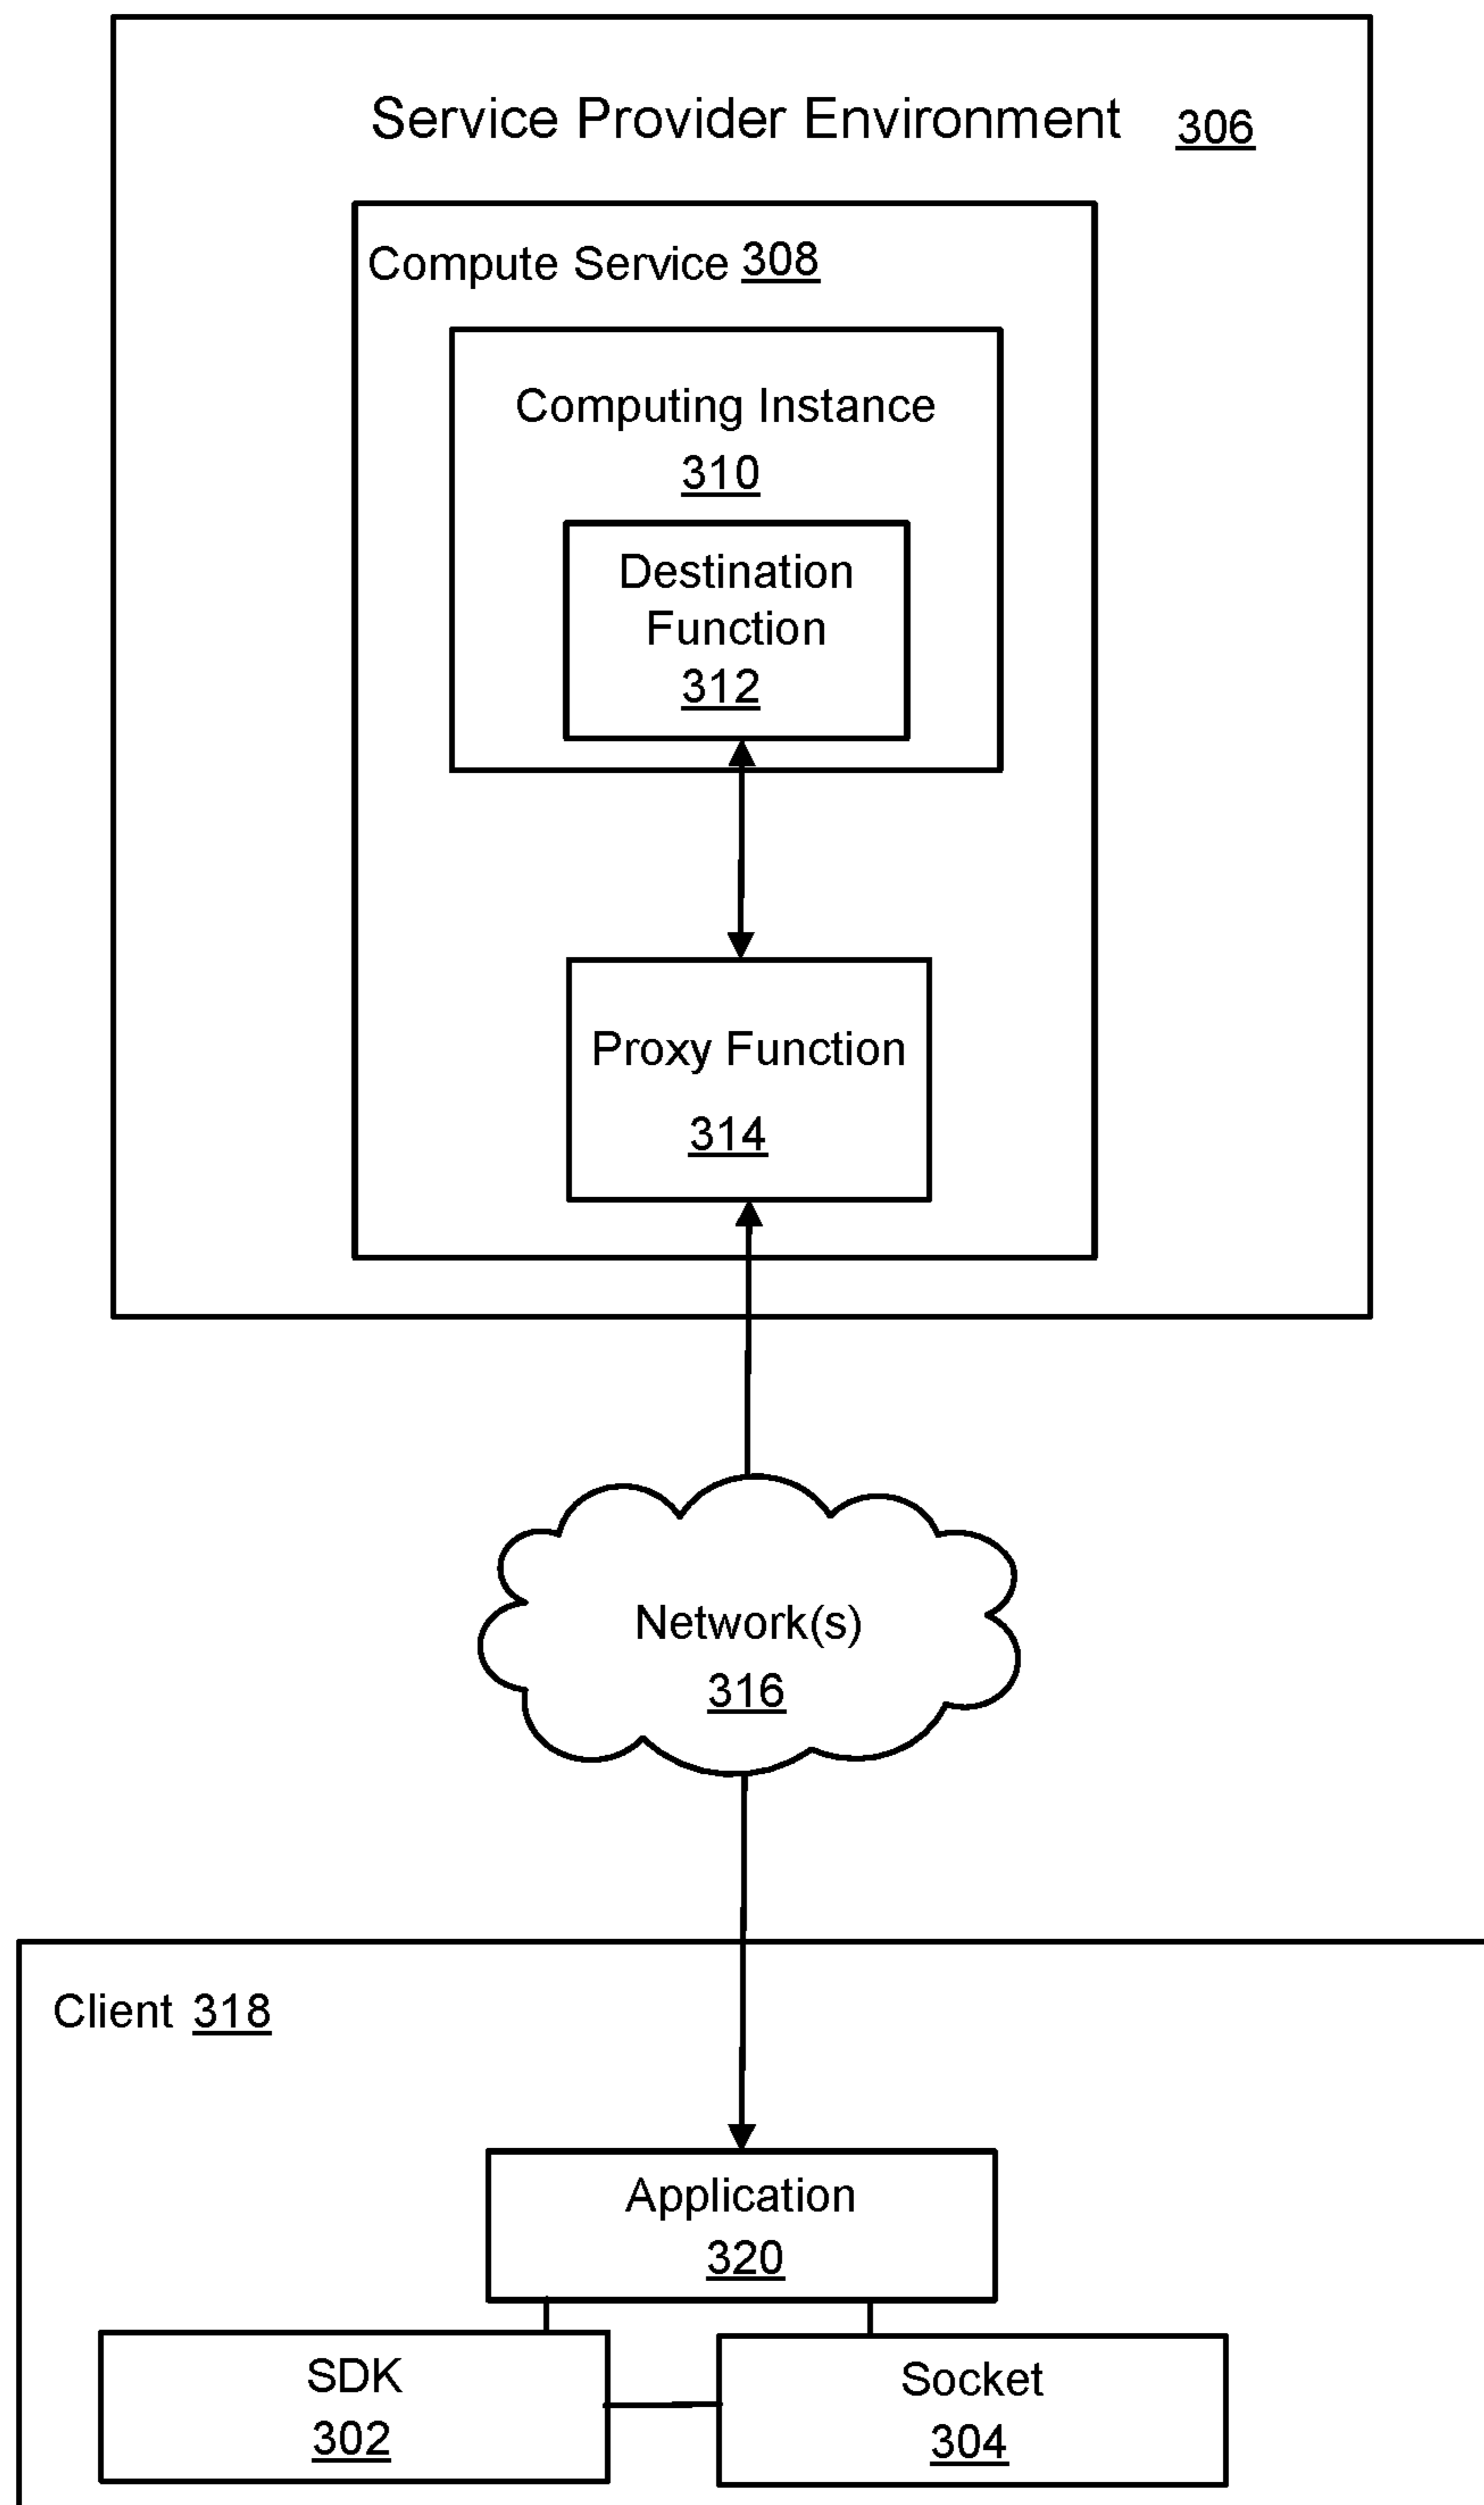 Service Provider Environment 306
Compute Service 308
Computing Instance
310
Destination
Function
312
Proxy Function
314
Network(s)
316
Client 318
Application
320
SDK
302
Socket
304